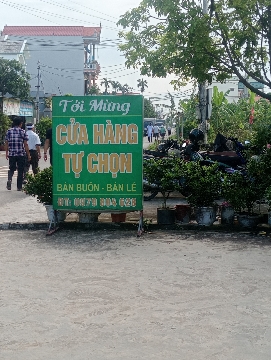 Tới Mừng
CỬA HÀNG
TỰ CHỌN
BÁN BUÔN - BÁN LẺ